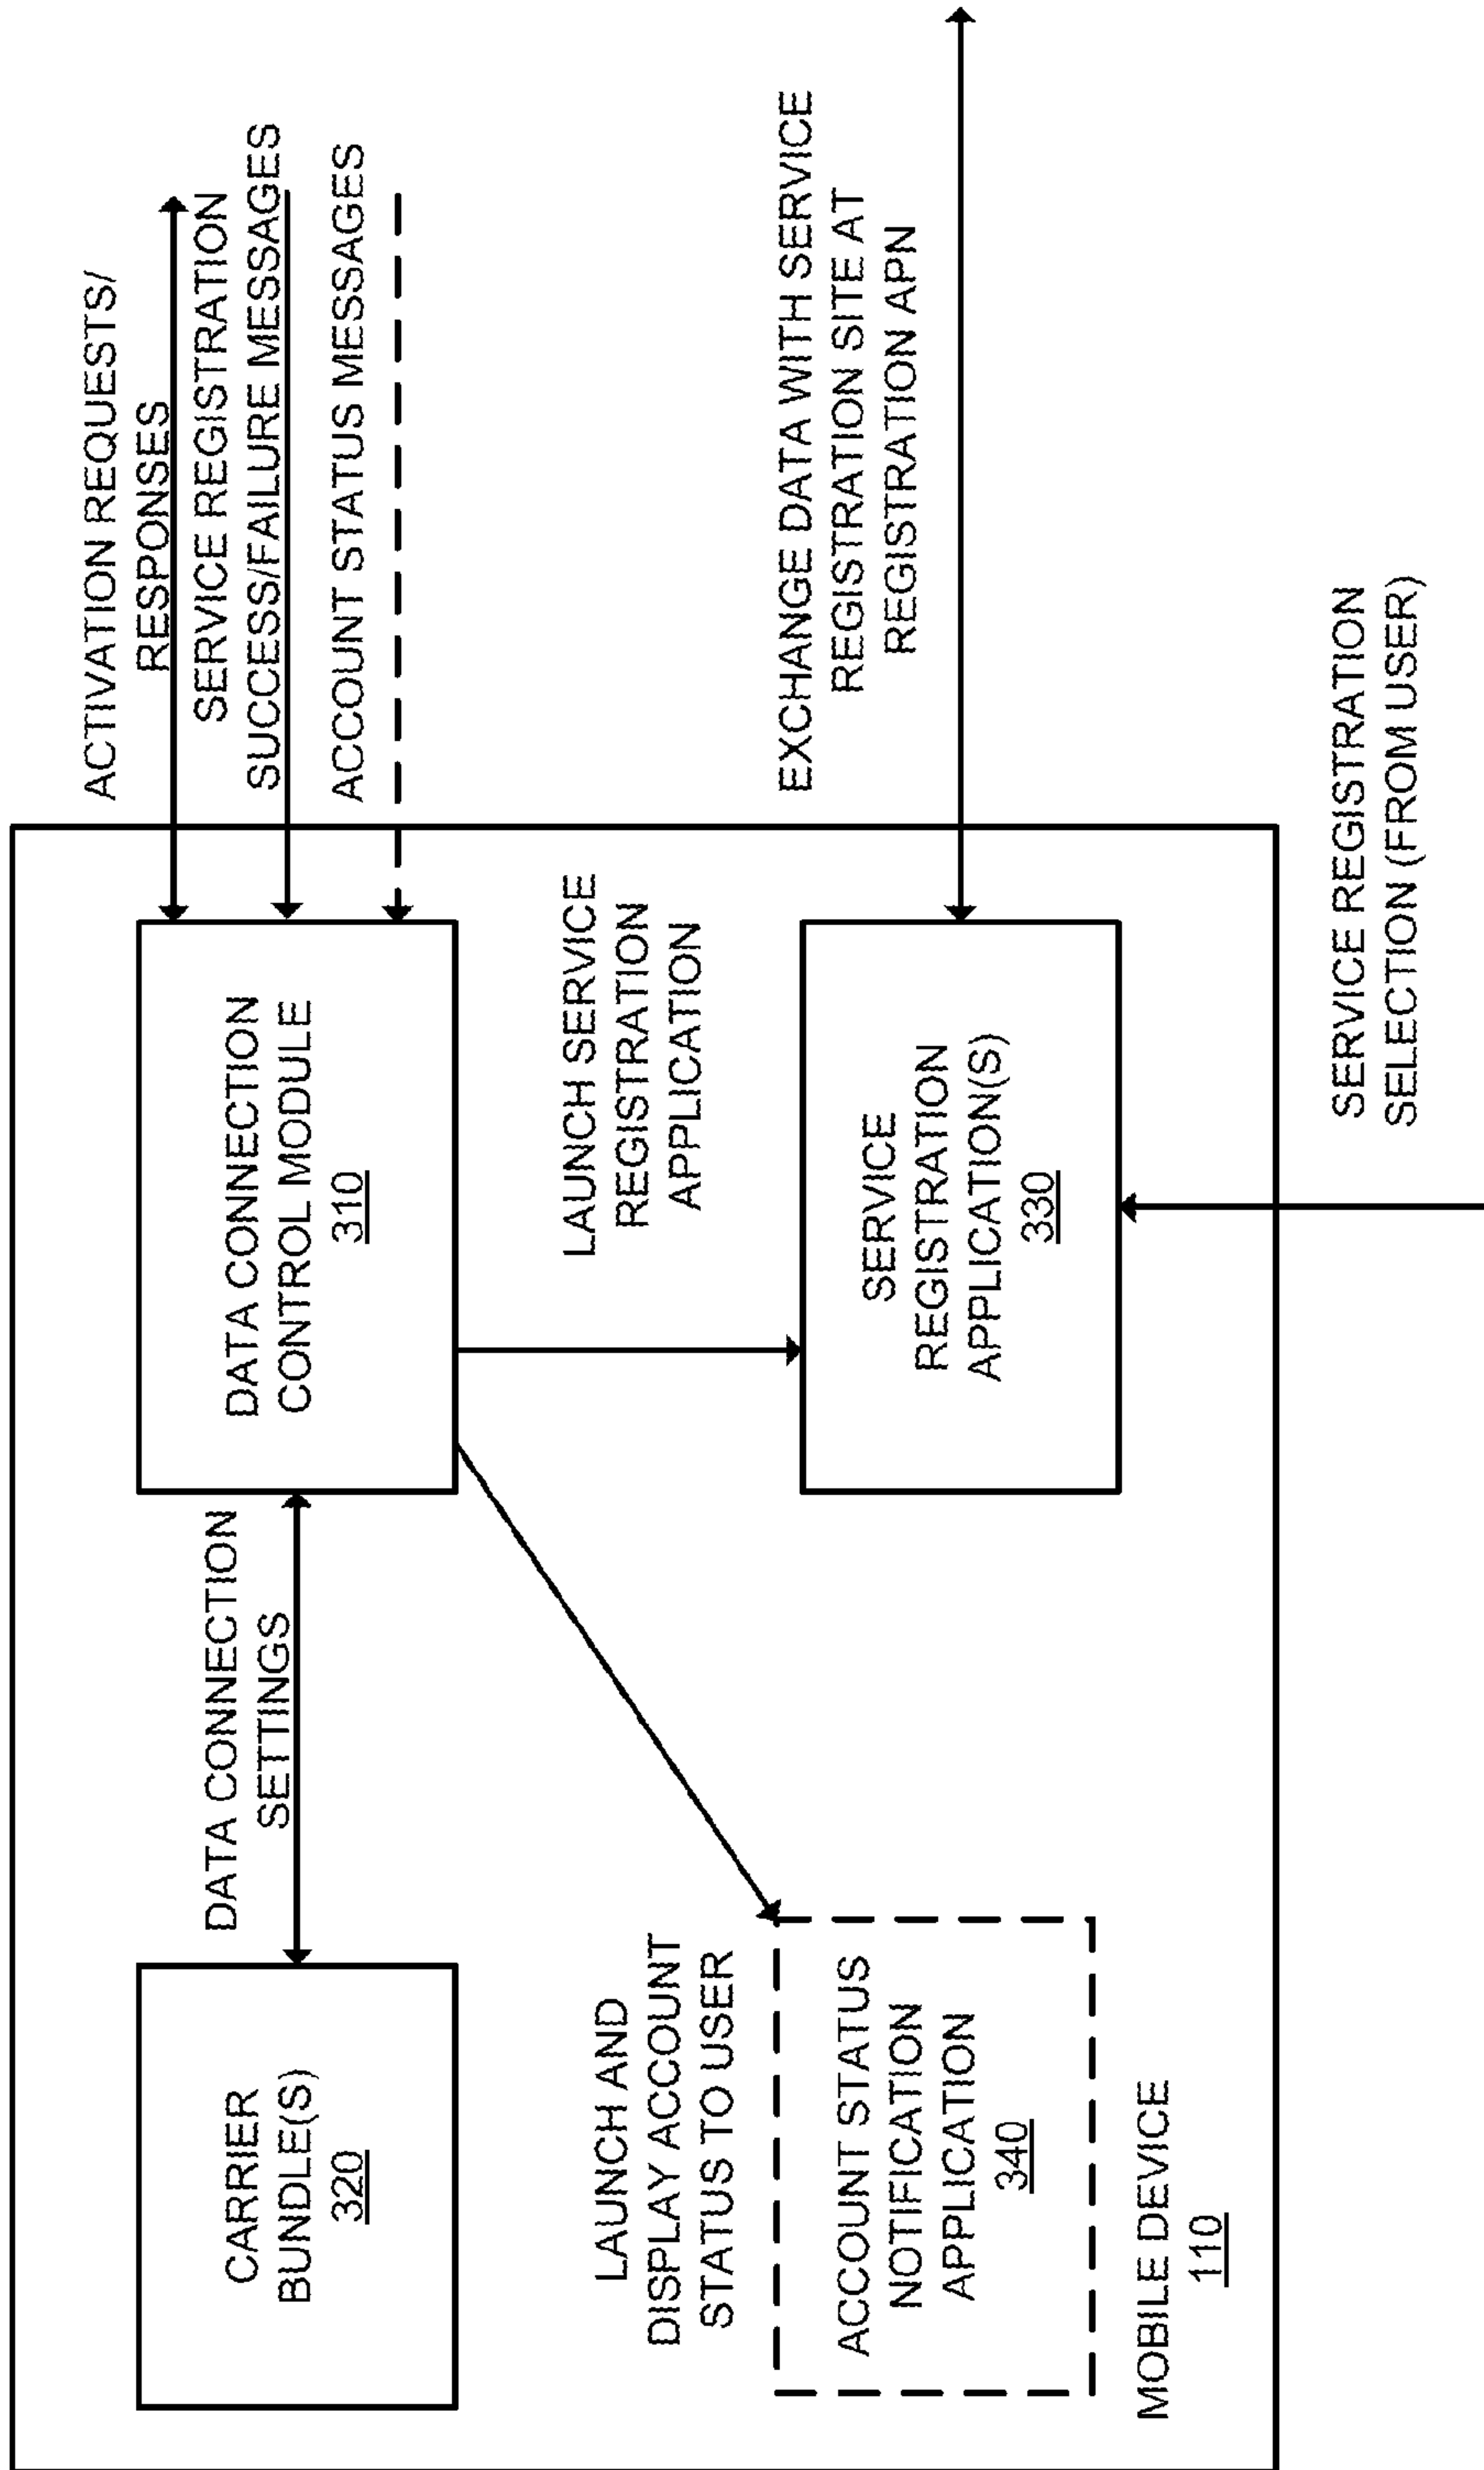 CARRIER
BUNDLE(S)
320
DATA CONNECTION
SETTINGS
DATA CONNECTION
CONTROL MODULE
310
ACTIVATION REQUESTS/
RESPONSES
SERVICE REGISTRATION
SUCCESS/FAILURE MESSAGES
ACCOUNT STATUS MESSAGES
LAUNCH AND
DISPLAY ACCOUNT
STATUS TO USER
LAUNCH SERVICE
REGISTRATION
APPLICATION
ACCOUNT STATUS
NOTIFICATION
APPLICATION
340
SERVICE
REGISTRATION
APPLICATION(S)
330
EXCHANGE DATA WITH SERVICE
REGISTRATION SITE AT
REGISTRATION APN
MOBILE DEVICE
110
SERVICE REGISTRATION
SELECTION (FROM USER)